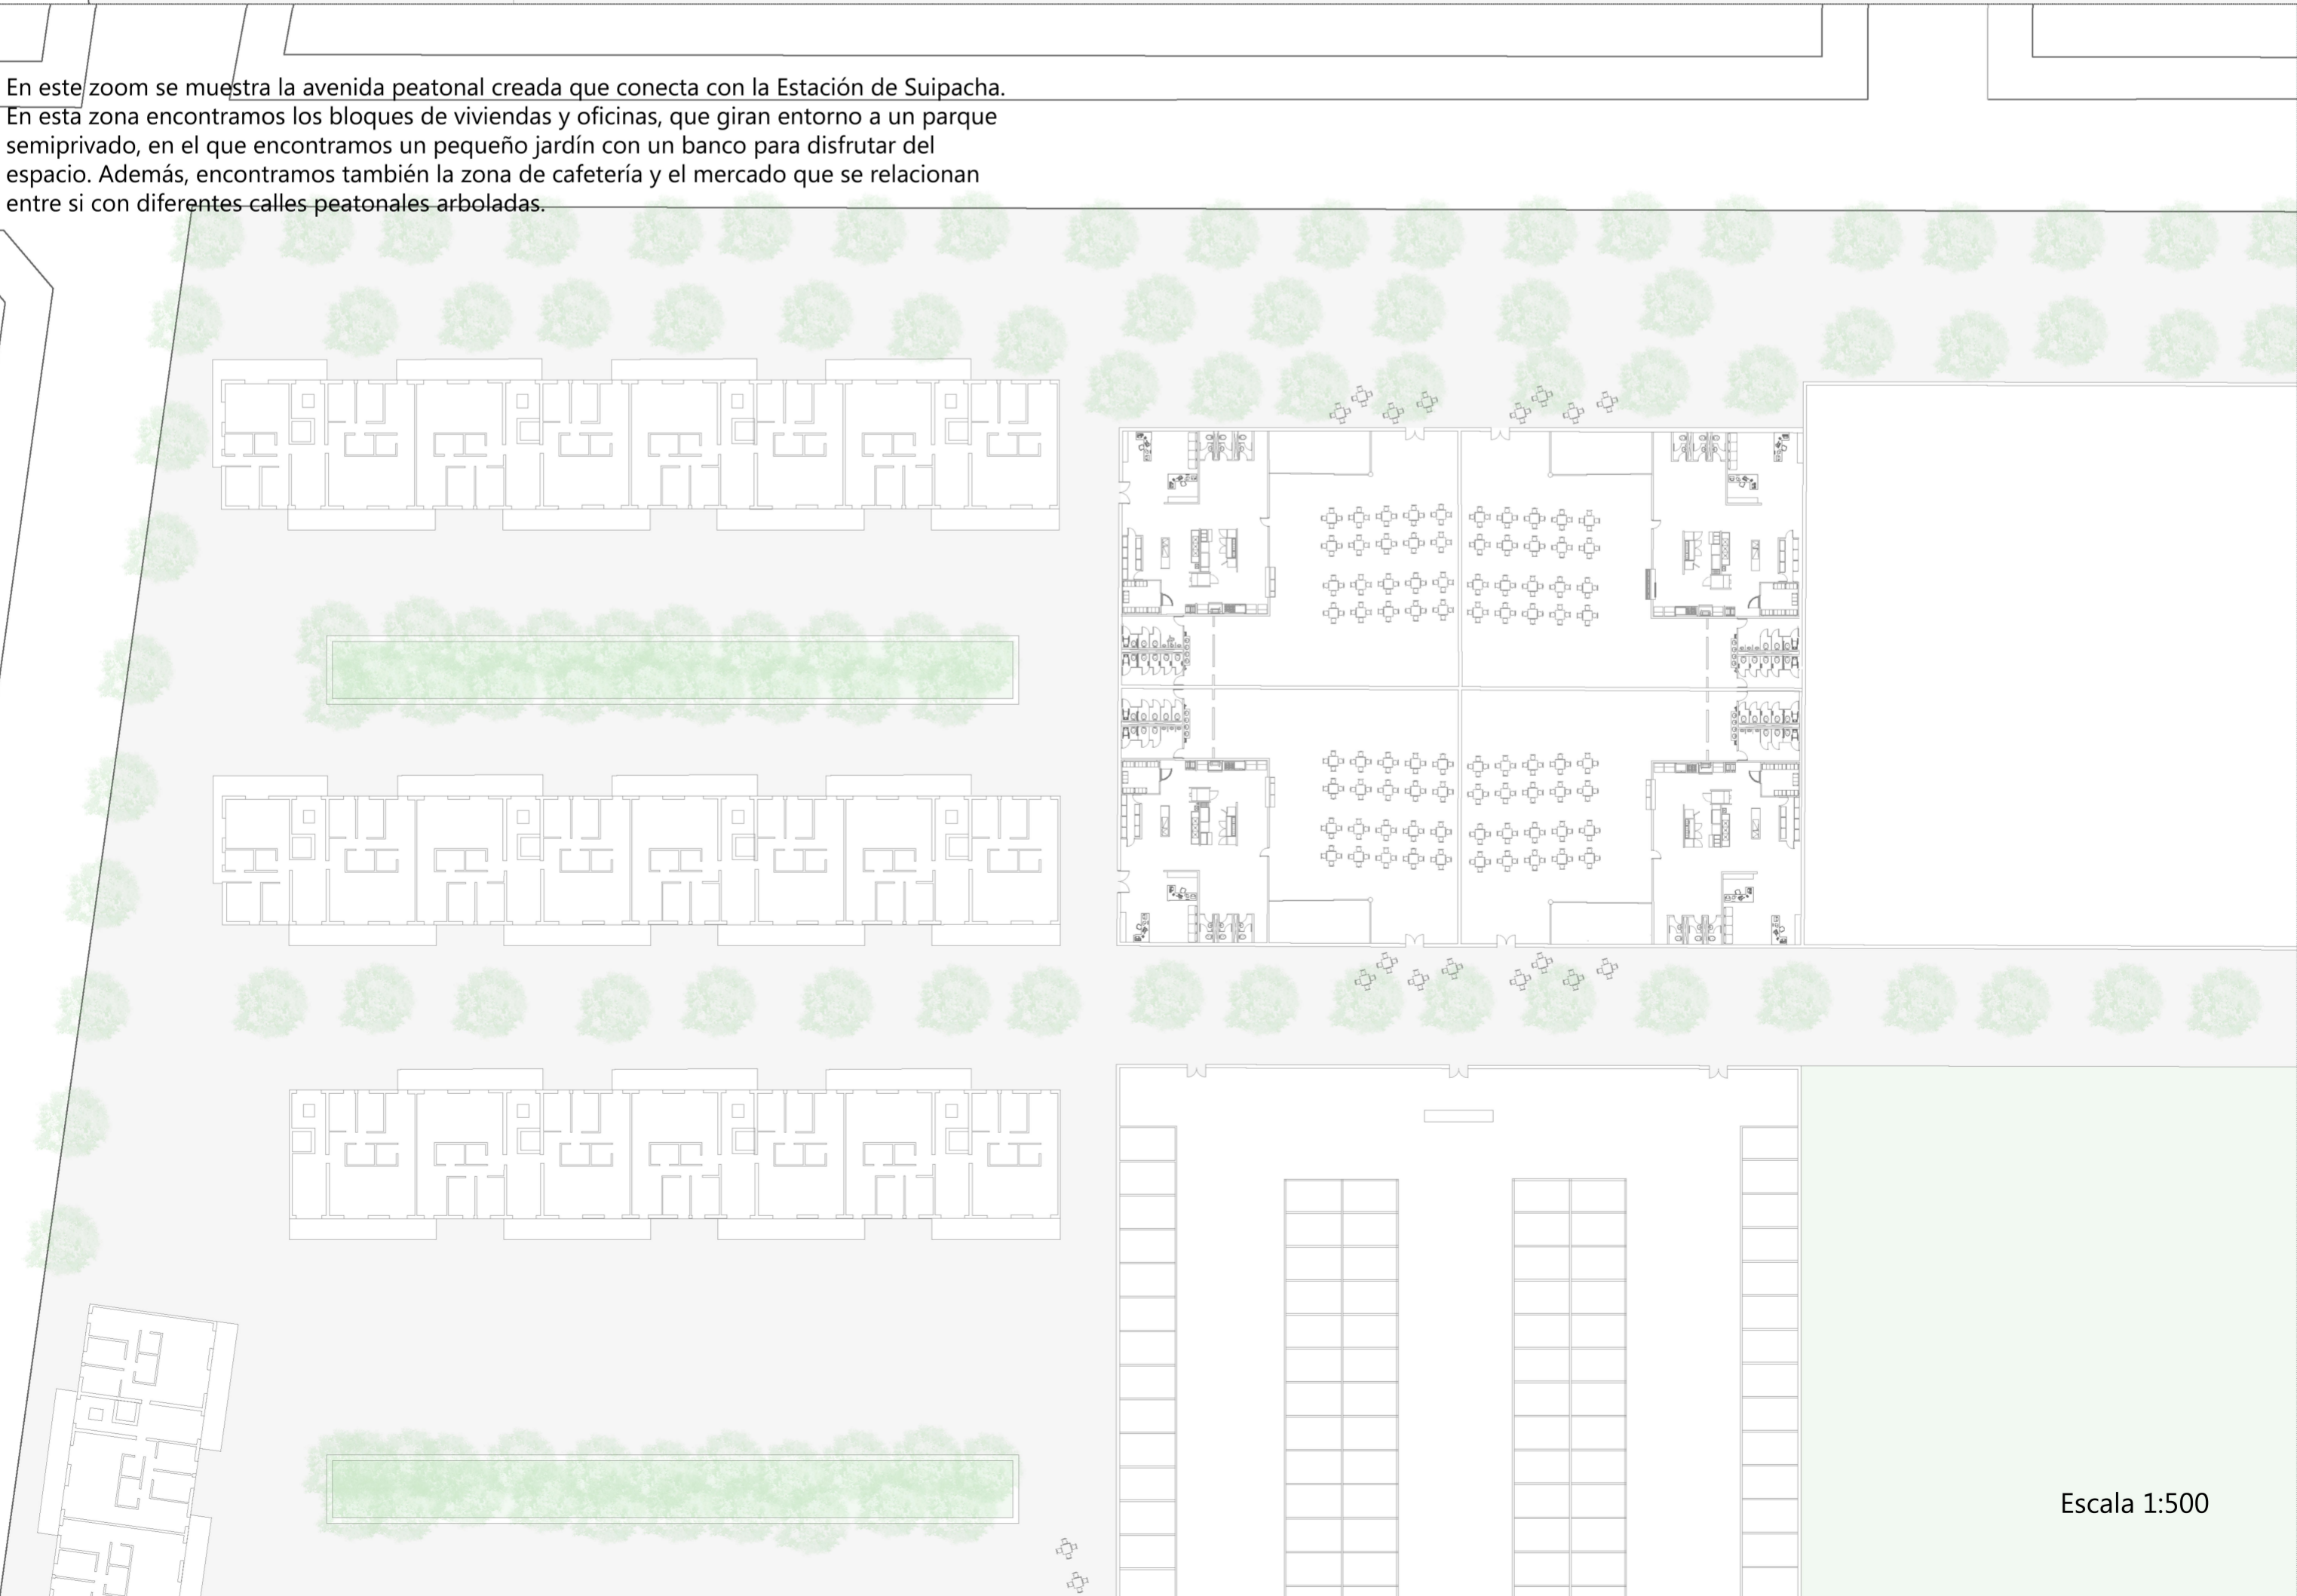 En este zoom se muestra la avenida peatonal creada que conecta con la Estación de Suipacha.
En esta zona encontramos los bloques de viviendas y oficinas, que giran entorno a un parque
semiprivado, en el que encontramos un pequeño jardín con un banco para disfrutar del
espacio. Además, encontramos también la zona de cafetería y el mercado que se relacionan
entre si con diferentes calles peatonales arboladas.
Escala 1:500